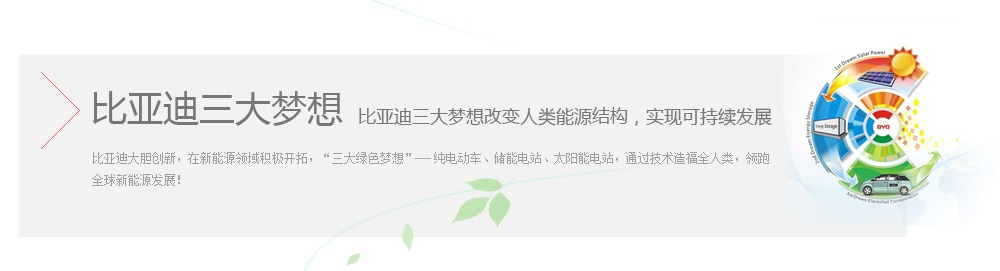 比亚迪三大梦想 比亚迪三大梦想改变人类能源结构，实现可持续发展
比亚迪大胆创新，在新能源领域积极开拓，“三大绿色梦想”—纯电动车、储能电站、太阳能电站，通过技术造福全人类，领跑
全球新能源发展！
1st Dream-Solar Power
2nd Dream-Energy Storage
Energy Storage
BYD
3rd Dream-Electrified Transportation